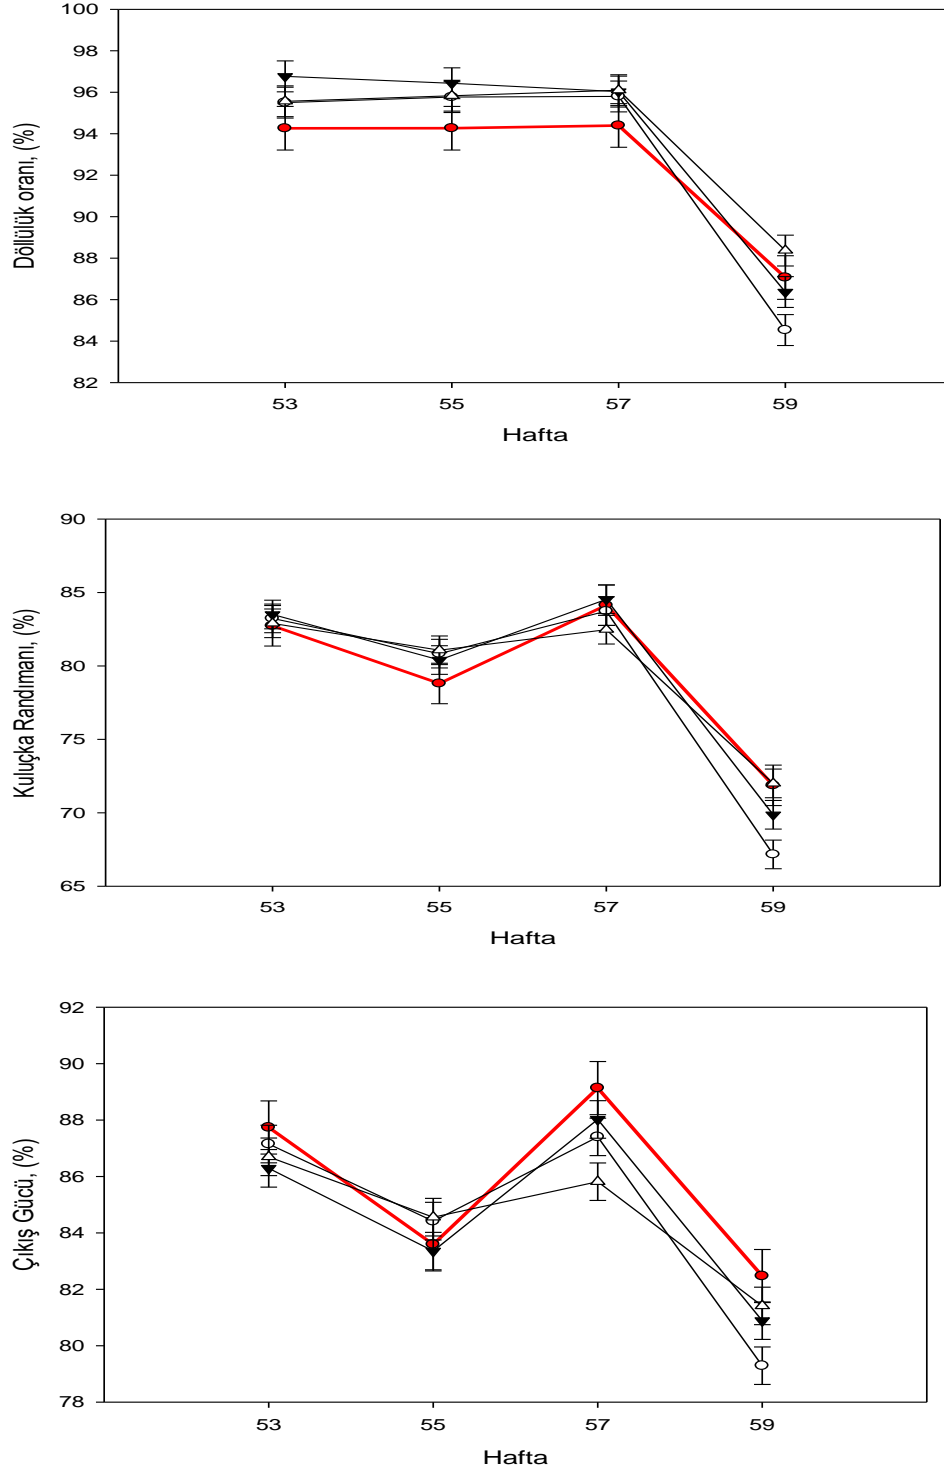 Döllülük oranı, (%)
100
98
96
94
92
90
88
86
84
82
53 55 57 59
Hafta
Kuluçka Randımanı, (%)
90
85
80
75
70
65
53 55 57 59
Hafta
Çıkış Gücü, (%)
92
90
88
86
84
82
80
78
53 55 57 59
Hafta